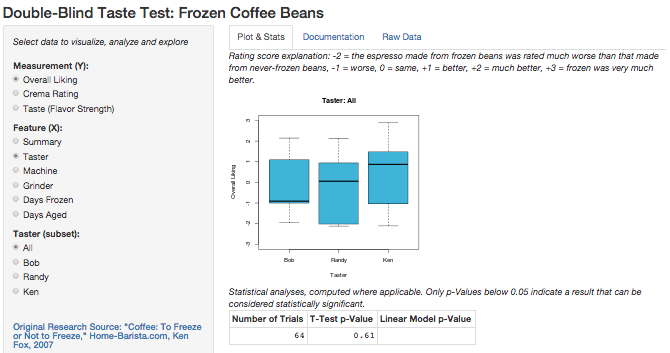 Double-Blind Taste Test: Frozen Coffee Beans
Select data to visualize, analyze and explore
Measurement (Y):
Overall Liking
Crema Rating
Taste (Flavor Strength)
Feature (X):
Summary
Taster
Machine
Grinder
Days Frozen
Days Aged
Taster (subset):
All
Bob
Randy
Ken
Original Research Source: "Coffee: To Freeze
or Not to Freeze," Home-Barista.com, Ken
Fox, 2007
Plot & Stats
Documentation
Raw Data
Rating score explanation: -2 = the espresso made from frozen beans was rated much worse than that made
from never-frozen beans, -1 = worse, 0 = same, +1 = better, +2 = much better, +3 = frozen was very much
better.
Taster: All
Overall Liking
3
2
1
0
-1
-2
-3
Bob Randy Ken
Taster
Statistical analyses, computed where applicable. Only p-Values below 0.05 indicate a result that can be
considered statistically significant.
Number of Trials T-Test p-Value Linear Model p-Value
64 0.61